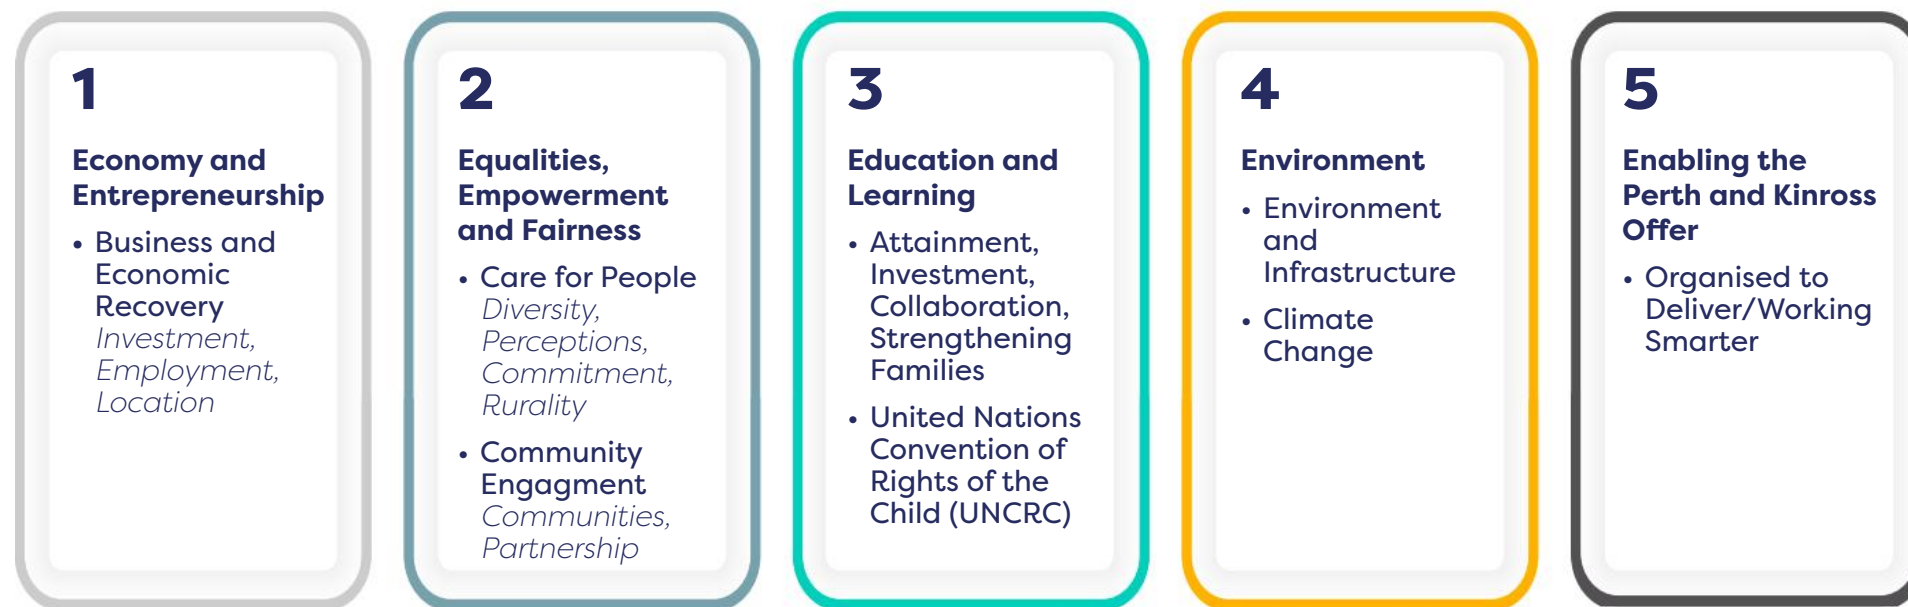 1
Economy and
Entrepreneurship
• Business and
Economic
Recovery
Investment,
Employment,
Location
2
Equalities,
Empowerment
and Fairness
• Care for People
Diversity,
Perceptions,
Commitment,
Rurality
• Community
Engagment
Communities,
Partnership
3
Education and
Learning
• Attainment,
Investment,
Collaboration,
Strengthening
Families
• United Nations
Convention of
Rights of the
Child (UNCRC)
4
Environment
• Environment
and
Infrastructure
• Climate
Change
5
Enabling the
Perth and Kinross
Offer
• Organised to
Deliver/Working
Smarter